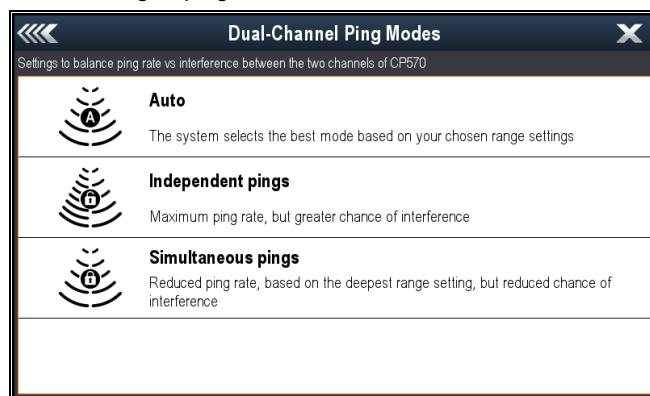 Dual-Channel Ping Modes
Settings to balance ping rate vs interference between the two channels of CP570
A
Auto
The system selects the best mode based on your chosen range settings
Independent pings
Maximum ping rate, but greater chance of interference
Simultaneous pings
Reduced ping rate, based on the deepest range setting, but reduced chance of
interference